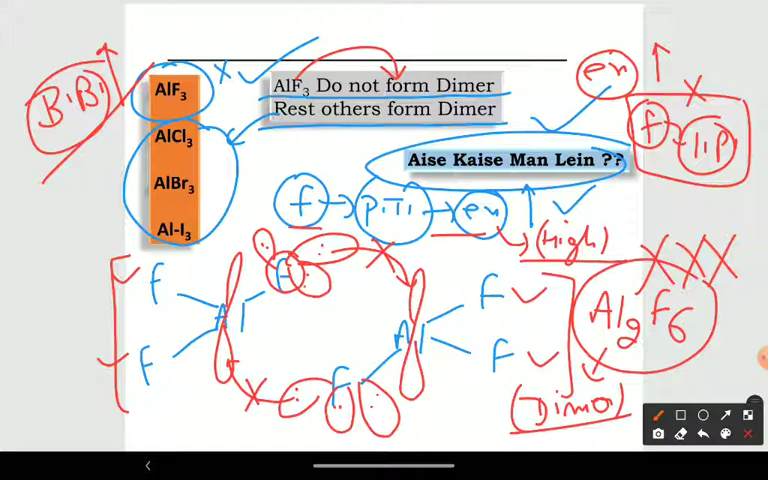 B.B.
AlF₃
AlCl₃
AlBr₃
Al-I₃
AlF₃ Do not form Dimer
Rest others form Dimer
Aise Kaise Man Lein ??
en
f l.p
f → P.T. → en ↑
(High)
F F
Al
F
F
Al
F
F
Al₂F₆
(Dimer)